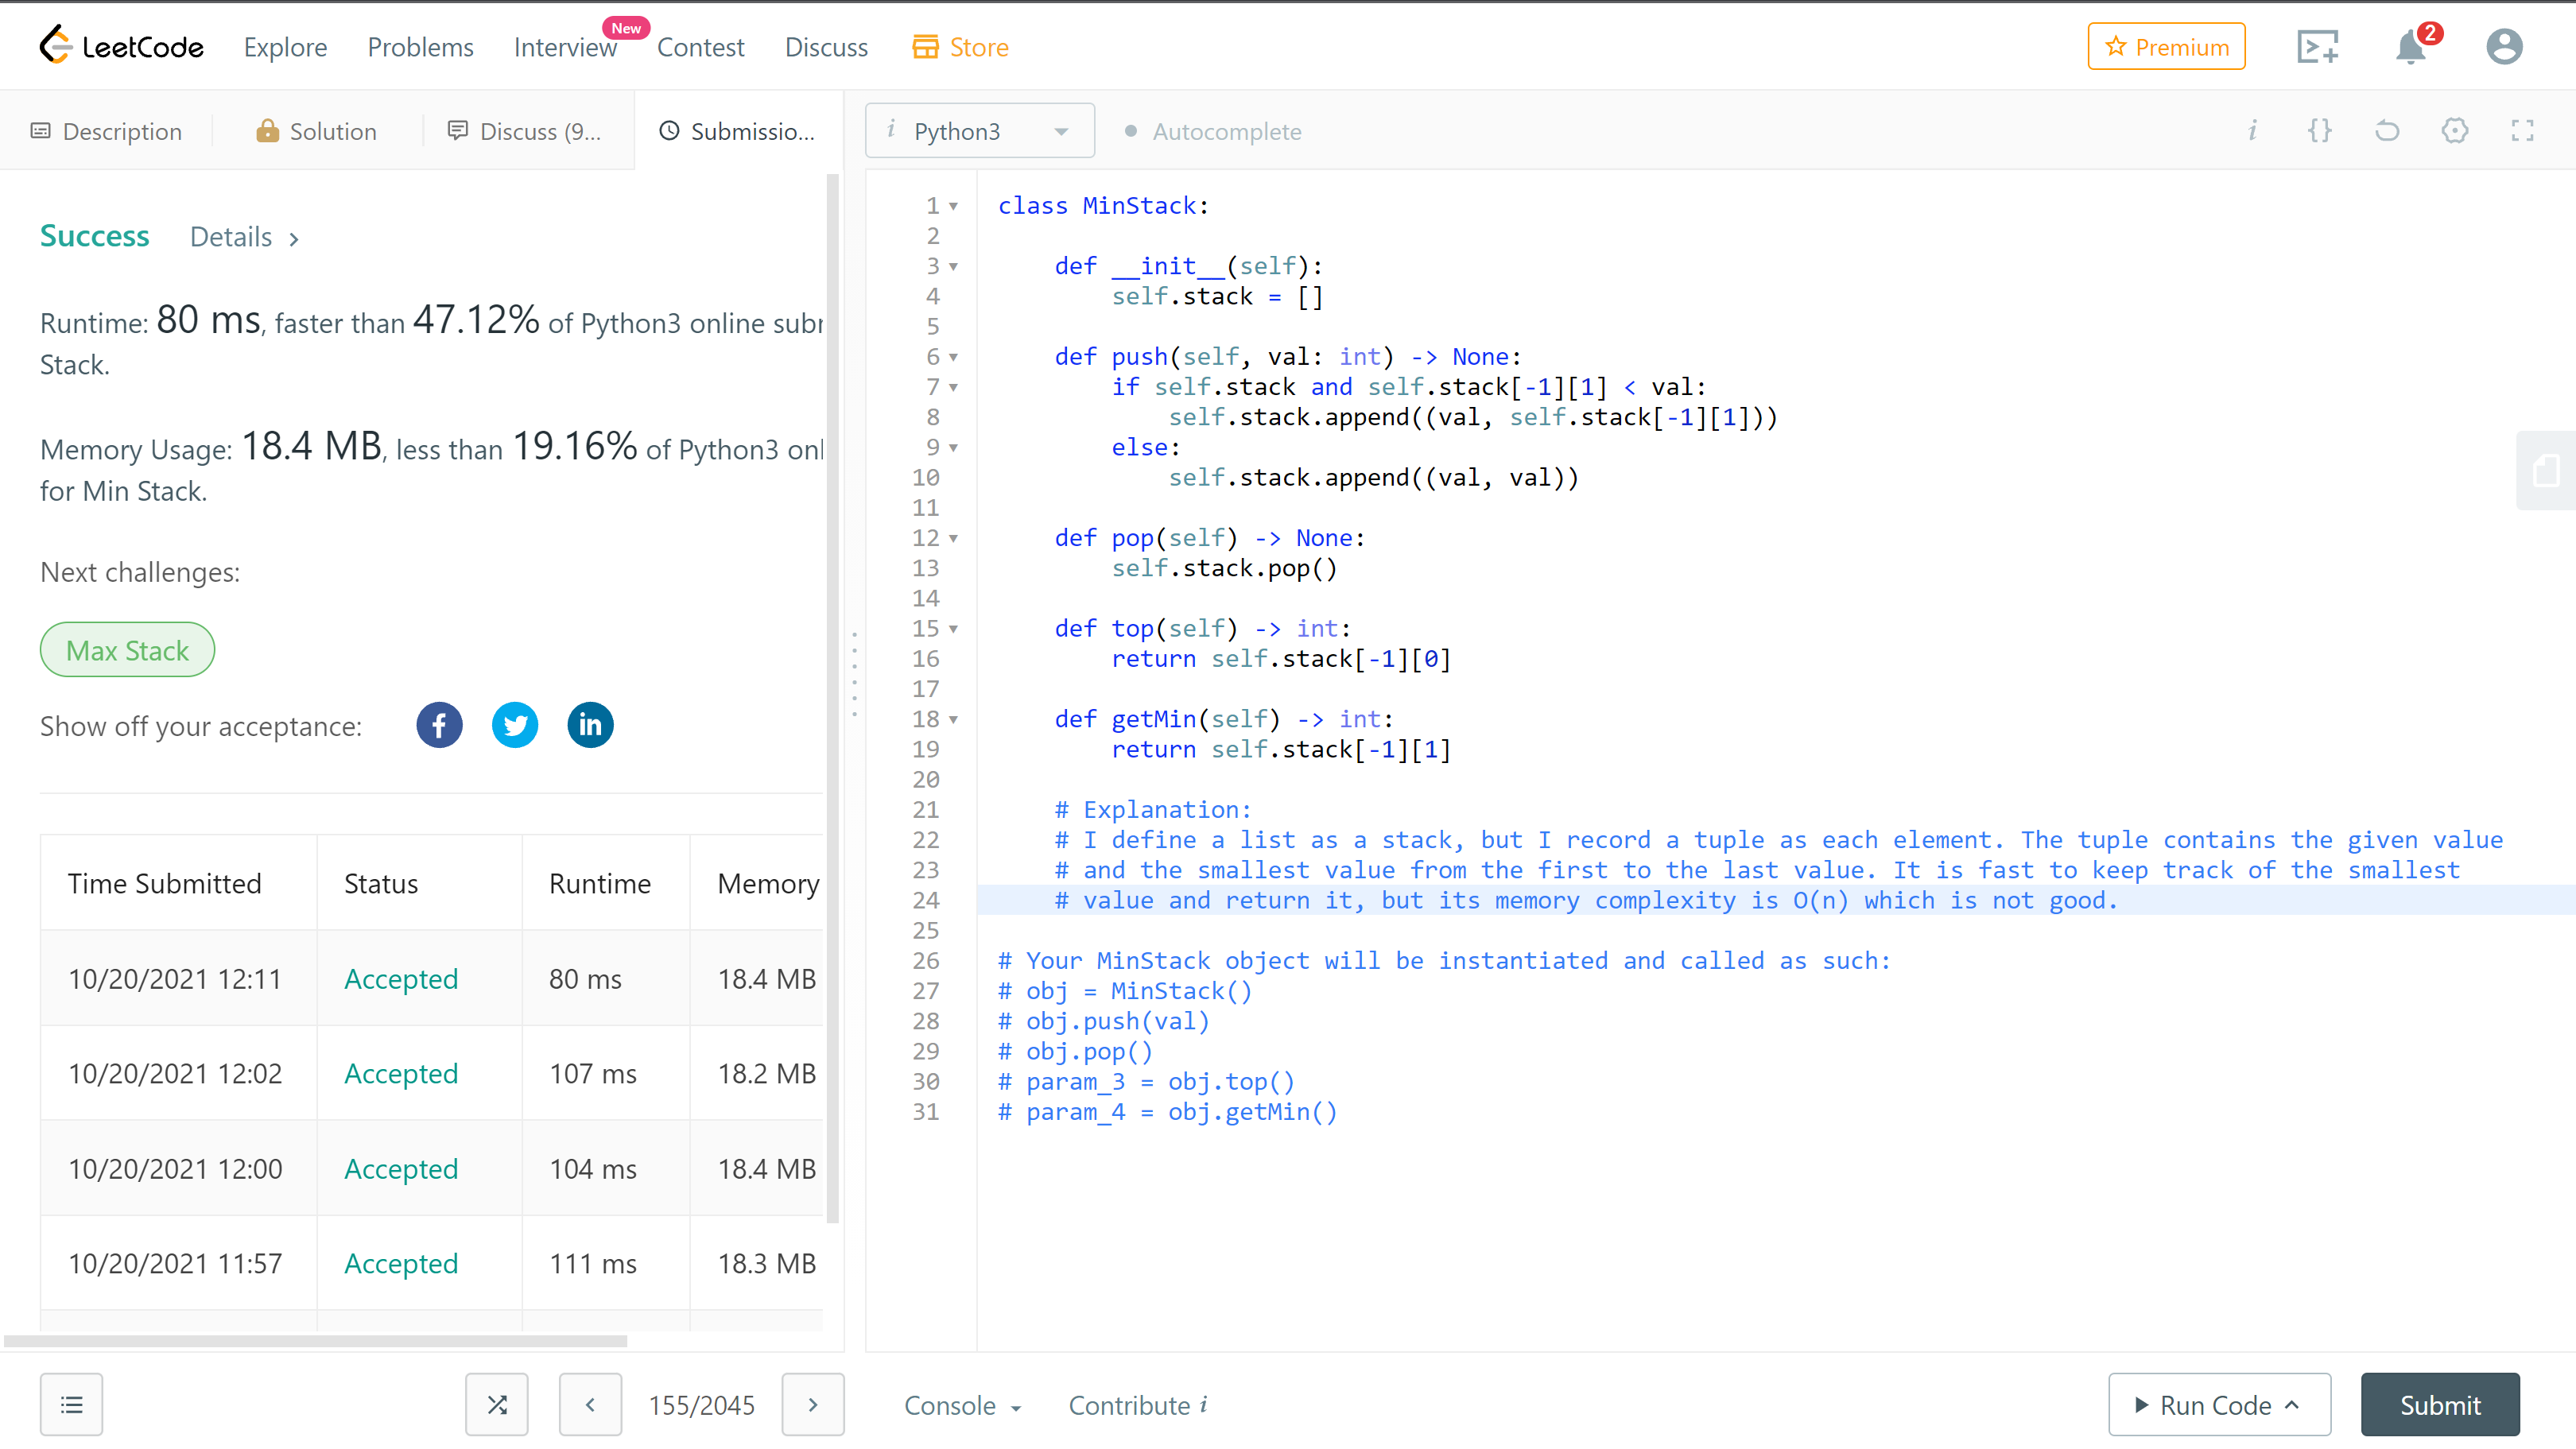 LeetCode Explore Problems Interview New Contest Discuss Store Premium 2
Description Solution Discuss (9... Submissio...
i Python3 Autocomplete i {}
Success Details >
Runtime: 80 ms, faster than 47.12% of Python3 online
Stack.
Memory Usage: 18.4 MB, less than 19.16% of Python3
for Min Stack.
Next challenges:
Max Stack
Show off your acceptance:
Time Submitted Status Runtime Memory
10/20/2021 12:11 Accepted 80 ms 18.4 MB
10/20/2021 12:02 Accepted 107 ms 18.2 MB
10/20/2021 12:00 Accepted 104 ms 18.4 MB
10/20/2021 11:57 Accepted 111 ms 18.3 MB
1 class MinStack:
2
3     def __init__(self):
4         self.stack = []
5
6     def push(self, val: int) -> None:
7         if self.stack and self.stack[-1][1] < val:
8             self.stack.append((val, self.stack[-1][1]))
9         else:
10             self.stack.append((val, val))
11
12     def pop(self) -> None:
13         self.stack.pop()
14
15     def top(self) -> int:
16         return self.stack[-1][0]
17
18     def getMin(self) -> int:
19         return self.stack[-1][1]
20
21     # Explanation:
22     # I define a list as a stack, but I record a tuple as each element. The tuple contains the given value
23     # and the smallest value from the first to the last value. It is fast to keep track of the smallest
24     # value and return it, but its memory complexity is O(n) which is not good.
25
26 # Your MinStack object will be instantiated and called as such:
27 # obj = MinStack()
28 # obj.push(val)
29 # obj.pop()
30 # param_3 = obj.top()
31 # param_4 = obj.getMin()
155/2045 Console Contribute i Run Code Submit